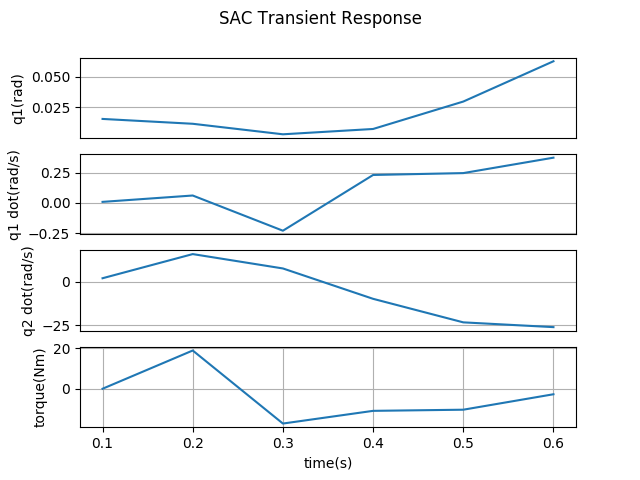 SAC Transient Response
q1(rad)
0.050
0.025
q1 dot(rad/s)
0.25
0.00
−0.25
q2 dot(rad/s)
0
−25
torque(Nm)
20
0
0.1 0.2 0.3 0.4 0.5 0.6
time(s)